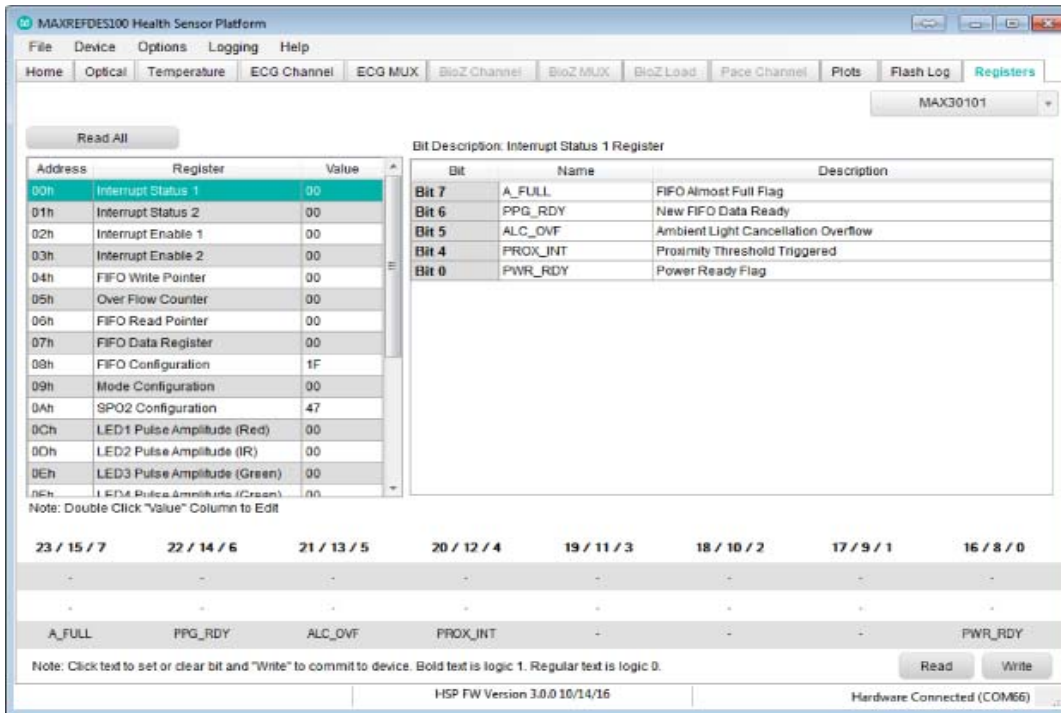 MAXREFDES100 Health Sensor Platform
File Device Options Logging Help
Home Optical Temperature ECG Channel ECG MUX BioZ Channel BioZ MUX BioZ Load Pace Channel Plots Flash Log Registers
MAX30101
Read All
Bit Description: Interrupt Status 1 Register
Address Register Value
00h Interrupt Status 1 00
01h Interrupt Status 2 00
02h Interrupt Enable 1 00
03h Interrupt Enable 2 00
04h FIFO Write Pointer 00
05h Over Flow Counter 00
06h FIFO Read Pointer 00
07h FIFO Data Register 00
08h FIFO Configuration 1F
09h Mode Configuration 00
0Ah SPO2 Configuration 47
0Ch LED1 Pulse Amplitude (Red) 00
0Dh LED2 Pulse Amplitude (IR) 00
0Eh LED3 Pulse Amplitude (Green) 00
0Fh LED4 Pulse Amplitude (Green) 00
Bit Name Description
Bit 7 A_FULL FIFO Almost Full Flag
Bit 6 PPG_RDY New FIFO Data Ready
Bit 5 ALC_OVF Ambient Light Cancellation Overflow
Bit 4 PROX_INT Proximity Threshold Triggered
Bit 0 PWR_RDY Power Ready Flag
Note: Double Click "Value" Column to Edit
23 / 15 / 7 22 / 14 / 6 21 / 13 / 5 20 / 12 / 4 19 / 11 / 3 18 / 10 / 2 17 / 9 / 1 16 / 8 / 0
- - - - - - - -
- - - - - - - -
A_FULL PPG_RDY ALC_OVF PROX_INT - - - PWR_RDY
Note: Click text to set or clear bit and "Write" to commit to device. Bold text is logic 1. Regular text is logic 0.
Read Write
HSP FW Version 3.0.0 10/14/16
Hardware Connected (COM66)